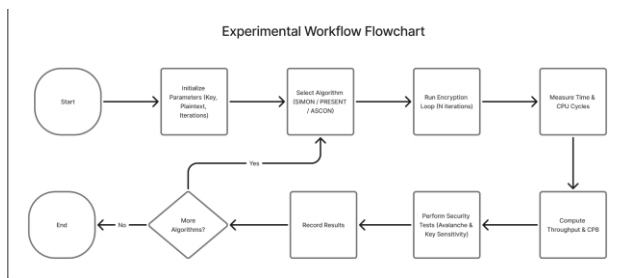 Experimental Workflow Flowchart
Start
Initialize
Parameters (Key,
Plaintext,
Iterations)
Select Algorithm
(SIMON / PRESENT
/ ASCON)
Run Encryption
Loop (N iterations)
Measure Time &
CPU Cycles
Yes
End
No
More
Algorithms?
Record Results
Perform Security
Tests (Avalanche &
Key Sensitivity)
Compute
Throughput & CPB